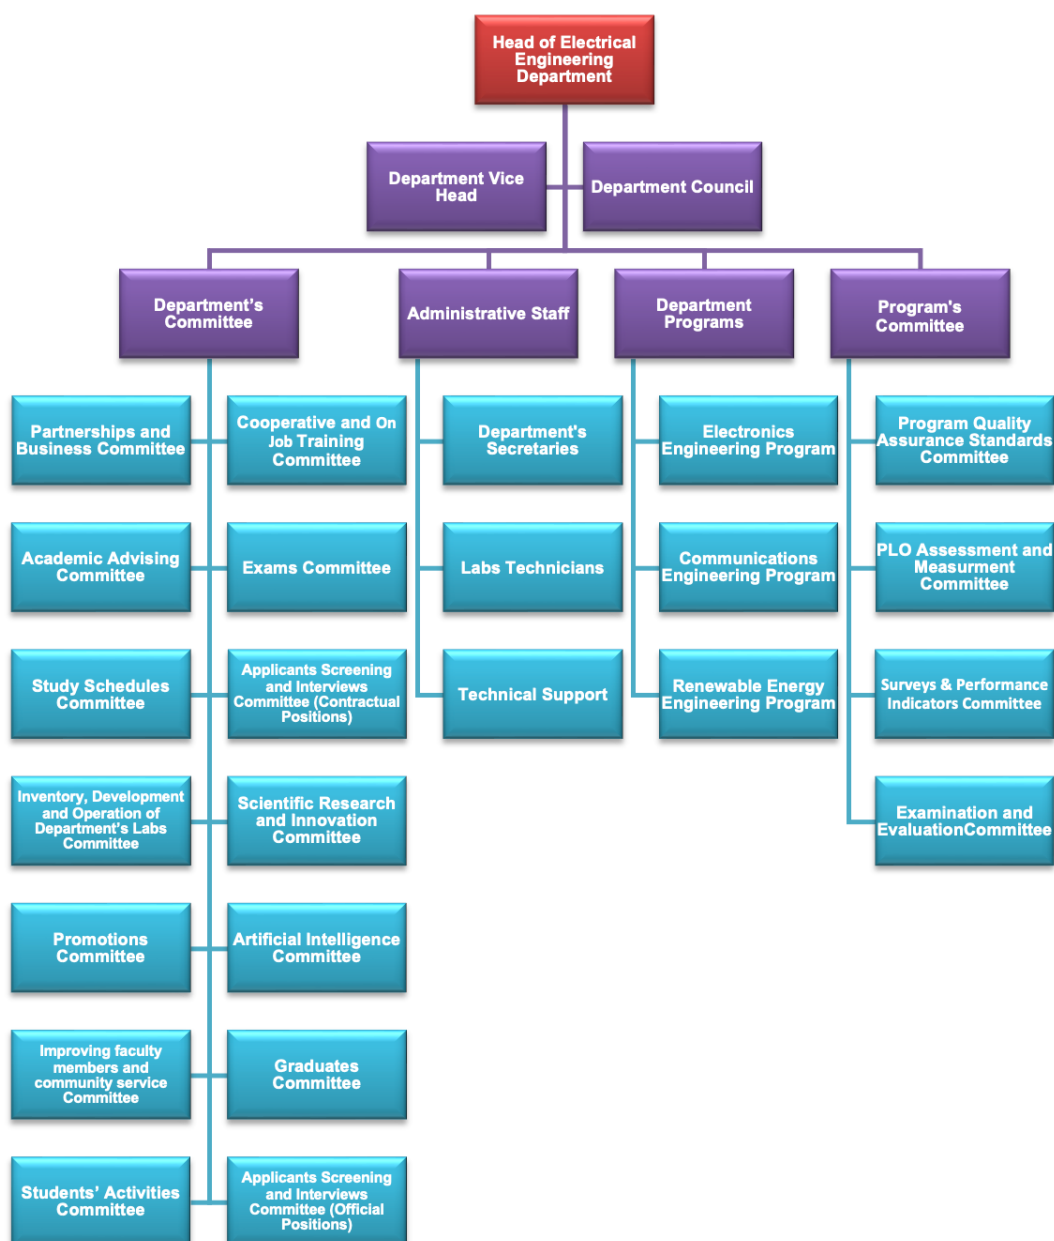 Head of Electrical
Engineering
Department
Department Vice
Head
Department Council
Department's
Committee
Administrative Staff
Department
Programs
Program's
Committee
Partnerships and
Business Committee
Cooperative and On
Job Training
Committee
Department's
Secretaries
Electronics
Engineering Program
Program Quality
Assurance Standards
Committee
Academic Advising
Committee
Exams Committee
Labs Technicians
Communications
Engineering Program
PLO Assessment and
Measurment
Committee
Study Schedules
Committee
Applicants Screening
and Interviews
Committee (Contractual
Positions)
Technical Support
Renewable Energy
Engineering Program
Surveys & Performance
Indicators Committee
Inventory, Development
and Operation of
Department's Labs
Committee
Scientific Research
and Innovation
Committee
Examination and
EvaluationCommittee
Promotions
Committee
Artificial Intelligence
Committee
Improving faculty
members and
community service
Committee
Graduates
Committee
Students' Activities
Committee
Applicants Screening
and Interviews
Committee (Official
Positions)